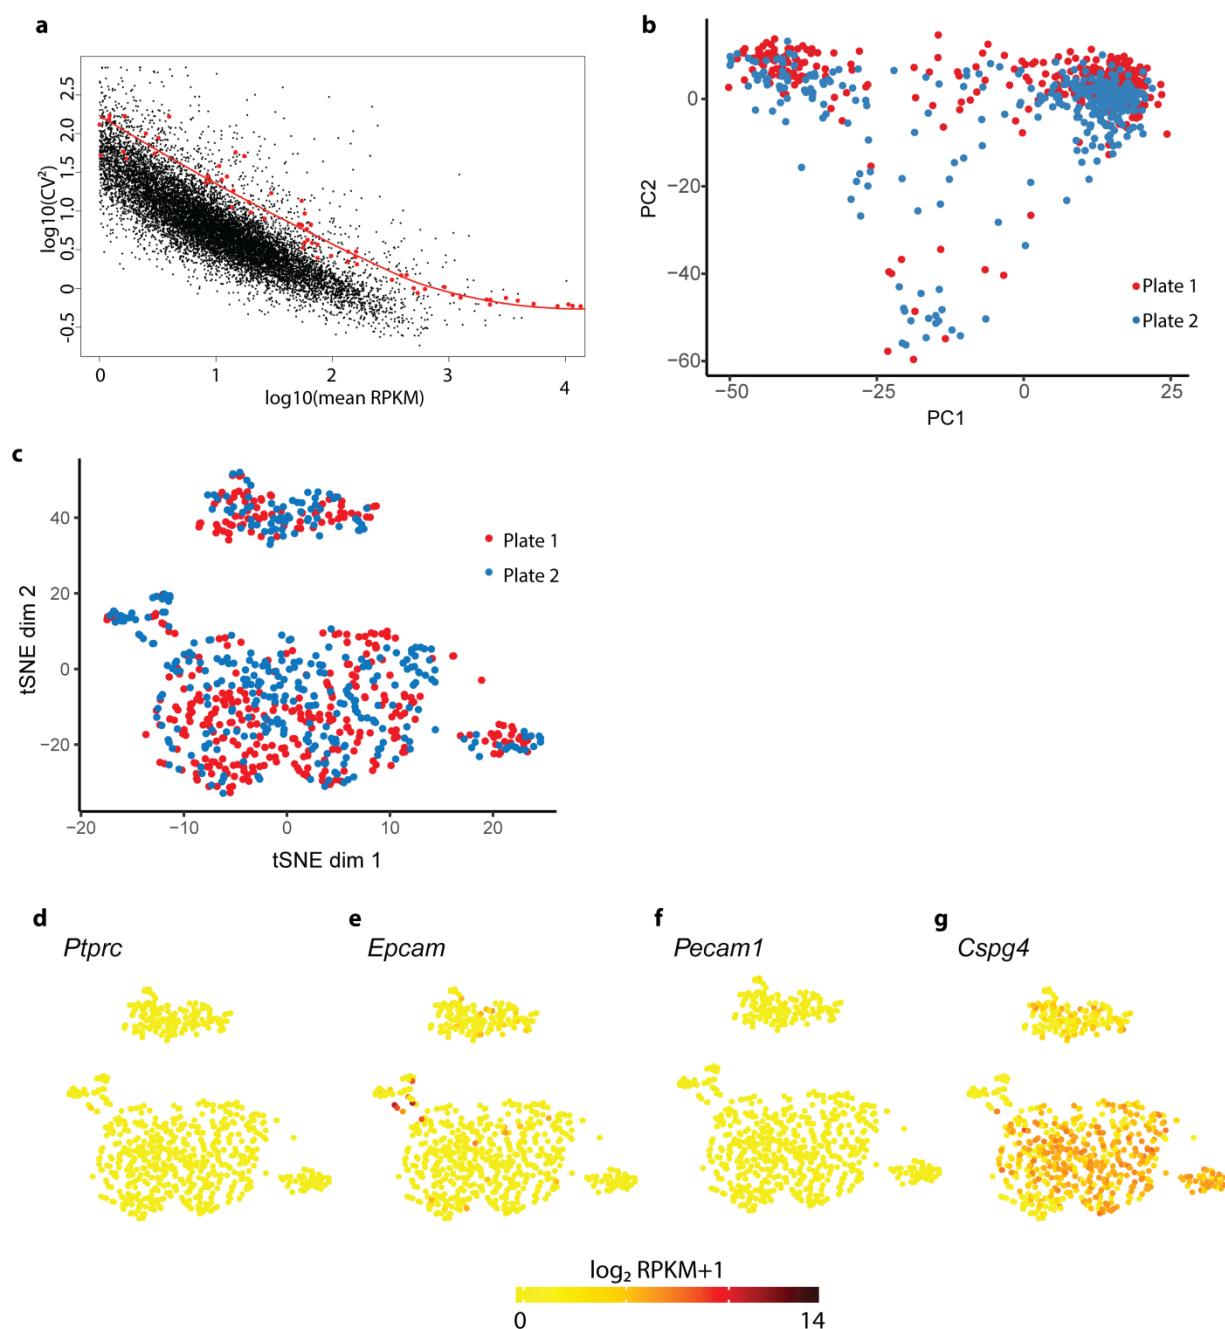 a
log10(CV²)
2.5
2.0
1.5
1.0
0.5
0
-0.5
0 1 2 3 4
log10(mean RPKM)
b
PC2
0
−20
−40
−60
Plate 1
Plate 2
−50 −25 0 25
PC1
c
tSNE dim 2
40
20
0
−20
Plate 1
Plate 2
−20 −10 0 10 20
tSNE dim 1
d e f g
Ptprc Epcam Pecam1 Cspg4
log₂ RPKM+1
0 14